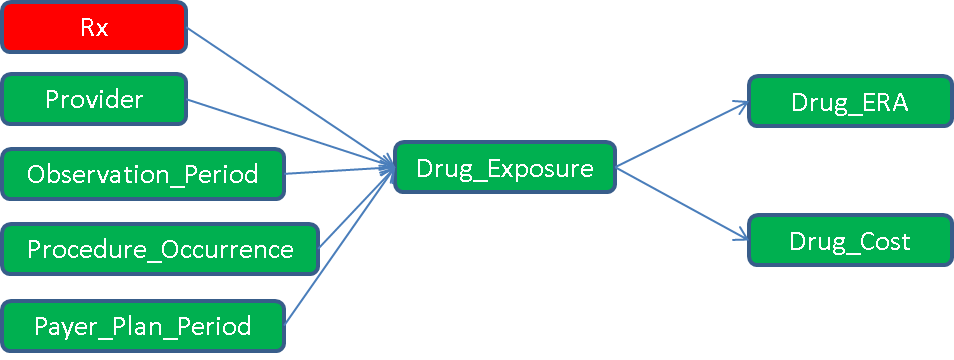 Rx
Provider
Observation_Period
Procedure_Occurrence
Payer_Plan_Period
Drug_Exposure
Drug_ERA
Drug_Cost